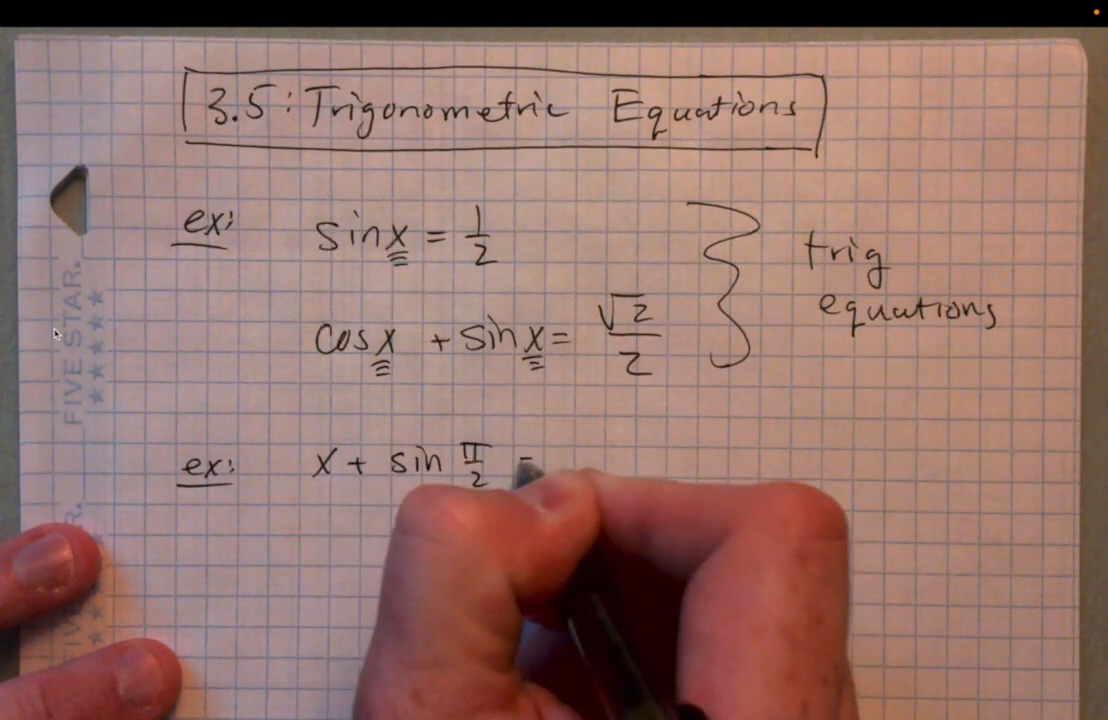 3.5: Trigonometric Equations
ex: sin x = 1/2
cos x + sin x = √2/2
trig
equations
ex: x + sin π/2 =
FIVE STAR.